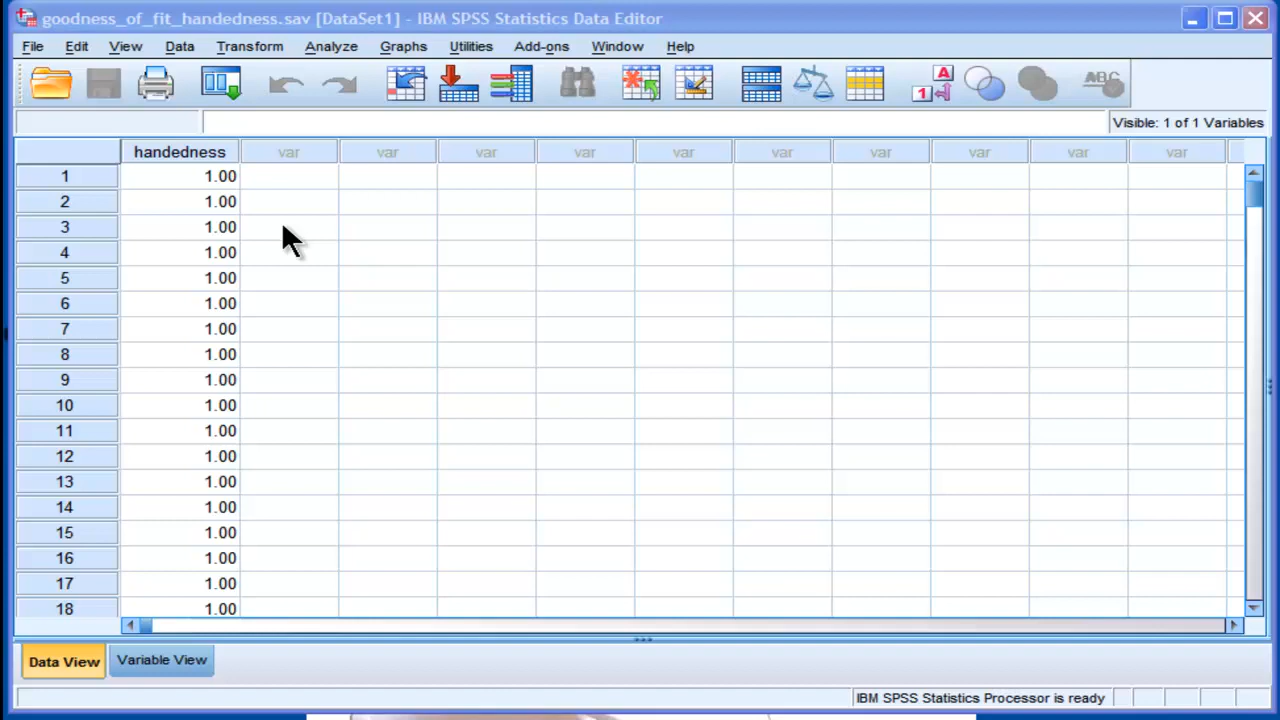 goodness_of_fit_handedness.sav [DataSet1] - IBM SPSS Statistics Data Editor
File Edit View Data Transform Analyze Graphs Utilities Add-ons Window Help
A
1
ABC
Visible: 1 of 1 Variables
handedness var var var var var var var var var var
1 1.00
2 1.00
3 1.00
4 1.00
5 1.00
6 1.00
7 1.00
8 1.00
9 1.00
10 1.00
11 1.00
12 1.00
13 1.00
14 1.00
15 1.00
16 1.00
17 1.00
18 1.00
Data View Variable View
IBM SPSS Statistics Processor is ready